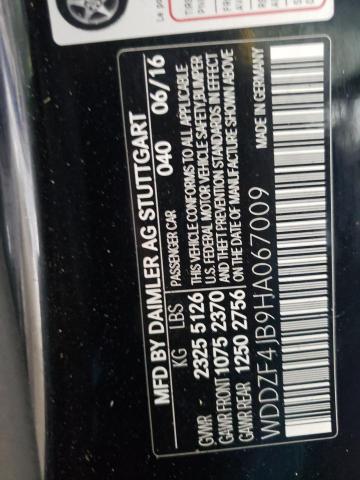 MFD BY DAIMLER AG STUTTGART
040 06/16
KG LBS PASSENGER CAR
GVWR 2325 5126 THIS VEHICLE CONFORMS TO ALL APPLICABLE
GAWR FRONT 1075 2370 U.S. FEDERAL MOTOR VEHICLE SAFETY,BUMPER
GAWR REAR 1250 2756 & THEFT PREVENTION STANDARDS IN EFFECT
ON THE DATE OF MANUFACTURE SHOWN ABOVE
WDDZF4JB9HA067009 MADE IN GERMANY